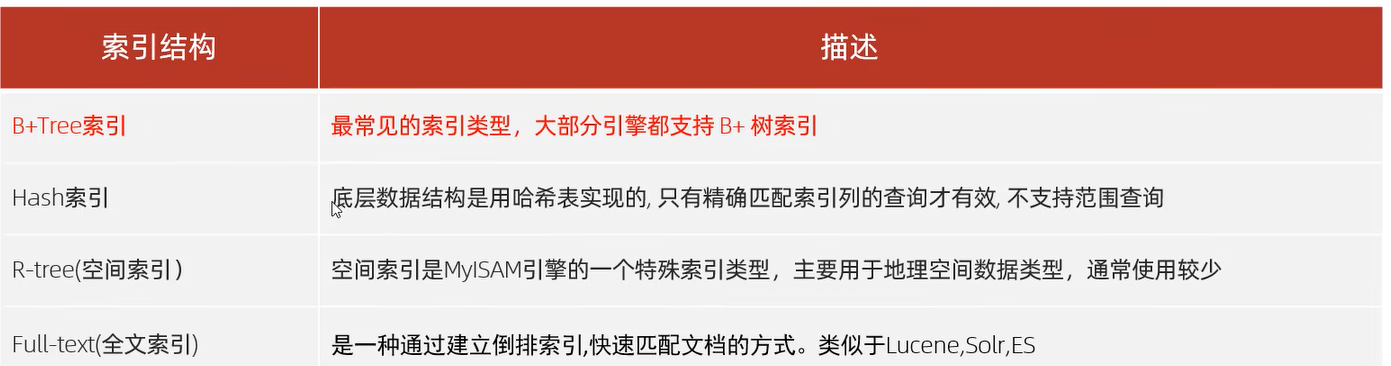 索引结构 描述
B+Tree索引 最常见的索引类型，大部分引擎都支持 B+ 树索引
Hash索引 底层数据结构是用哈希表实现的, 只有精确匹配索引列的查询才有效, 不支持范围查询
R-tree(空间索引） 空间索引是MyISAM引擎的一个特殊索引类型，主要用于地理空间数据类型，通常使用较少
Full-text(全文索引) 是一种通过建立倒排索引,快速匹配文档的方式。类似于Lucene,Solr,ES